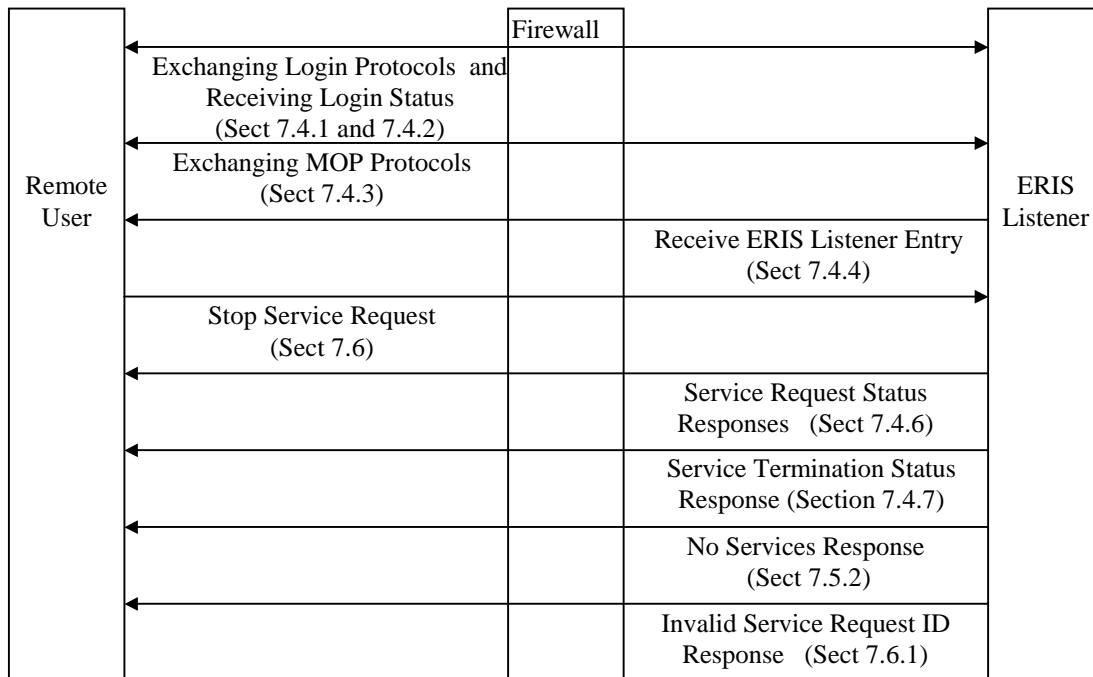 Firewall
Exchanging Login Protocols and
Receiving Login Status
(Sect 7.4.1 and 7.4.2)
Exchanging MOP Protocols
(Sect 7.4.3)
Remote
User
ERIS
Listener
Receive ERIS Listener Entry
(Sect 7.4.4)
Stop Service Request
(Sect 7.6)
Service Request Status
Responses (Sect 7.4.6)
Service Termination Status
Response (Section 7.4.7)
No Services Response
(Sect 7.5.2)
Invalid Service Request ID
Response (Sect 7.6.1)